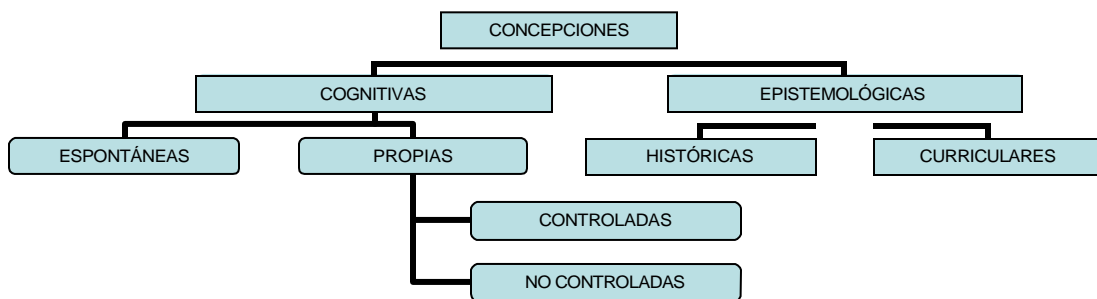 CONCEPCIONES
COGNITIVAS
EPISTEMOLÓGICAS
ESPONTÁNEAS
PROPIAS
HISTÓRICAS
CURRICULARES
CONTROLADAS
NO CONTROLADAS